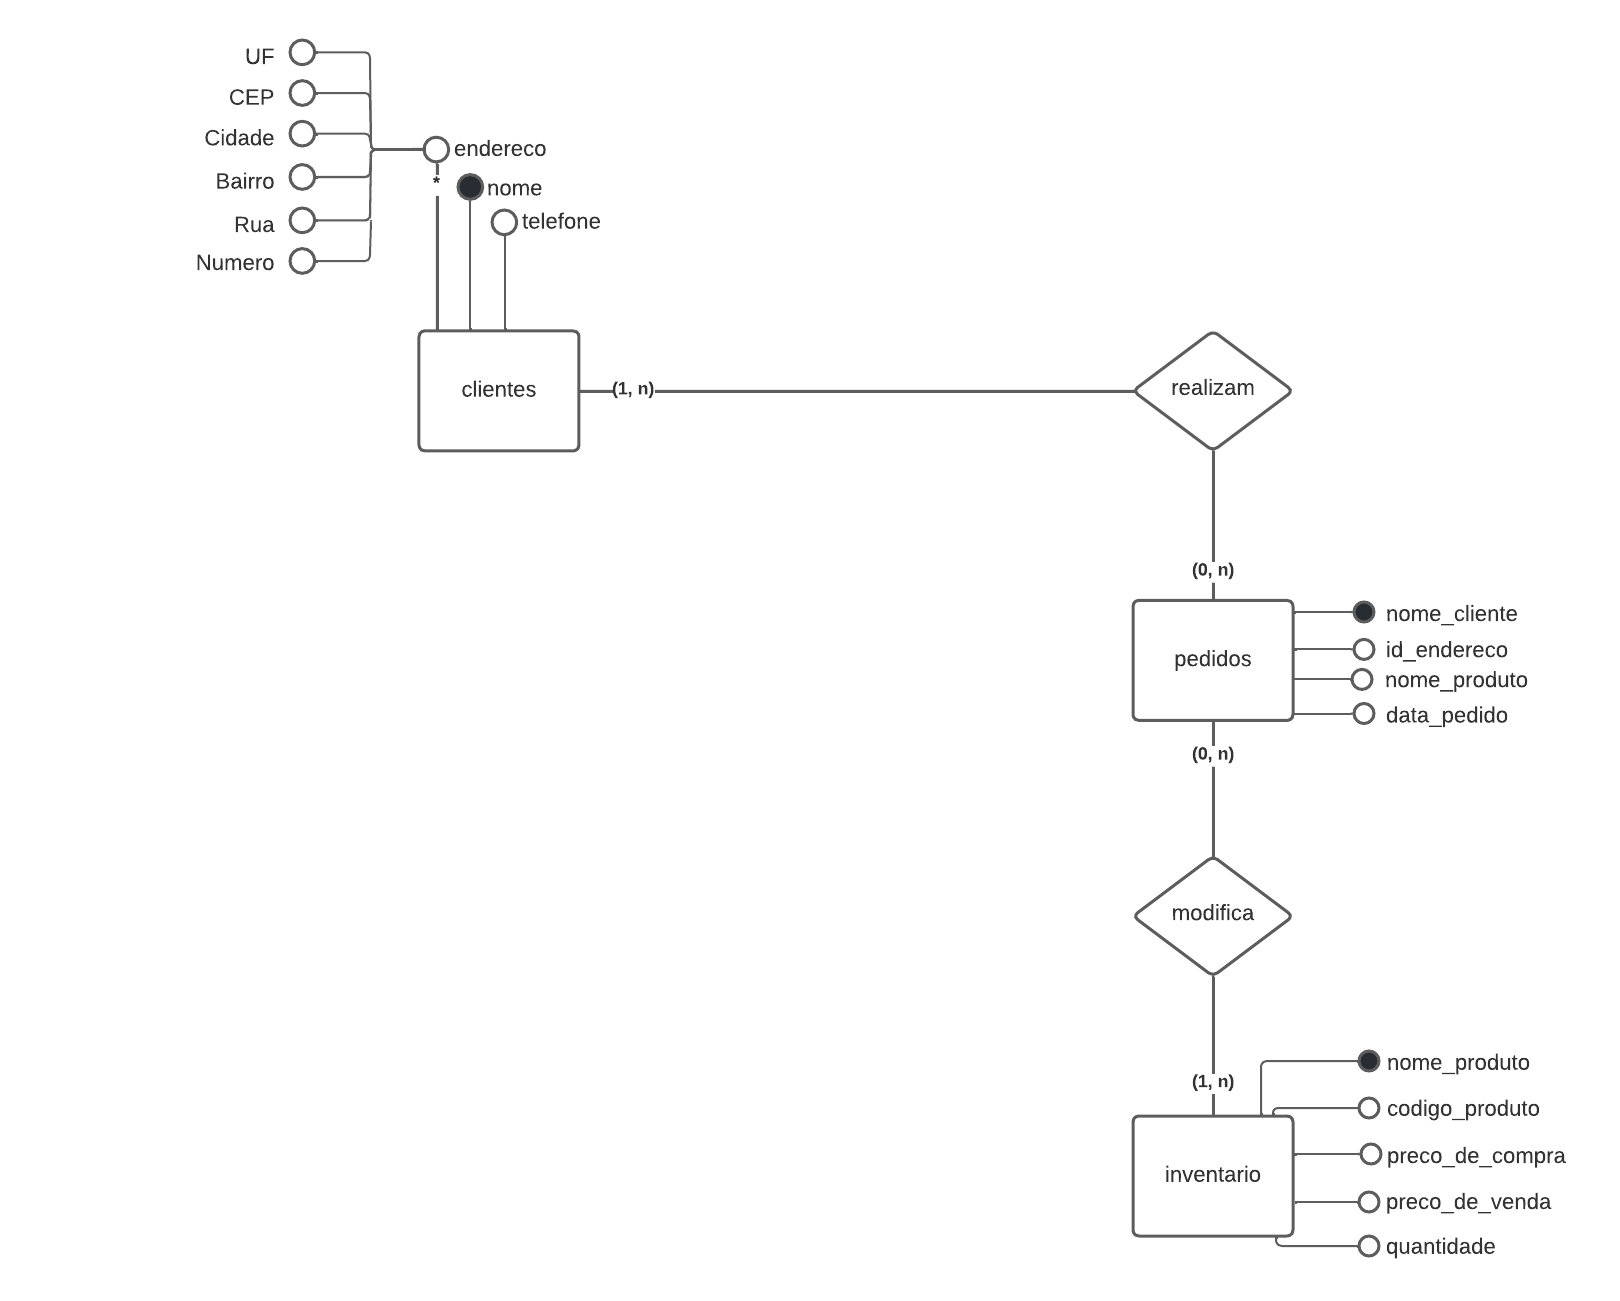 UF
CEP
Cidade
Bairro
Rua
Numero
endereco
*
nome
telefone
clientes
(1, n)
realizam
(0, n)
pedidos
nome_cliente
id_endereco
nome_produto
data_pedido
(0, n)
modifica
(1, n)
inventario
nome_produto
codigo_produto
preco_de_compra
preco_de_venda
quantidade